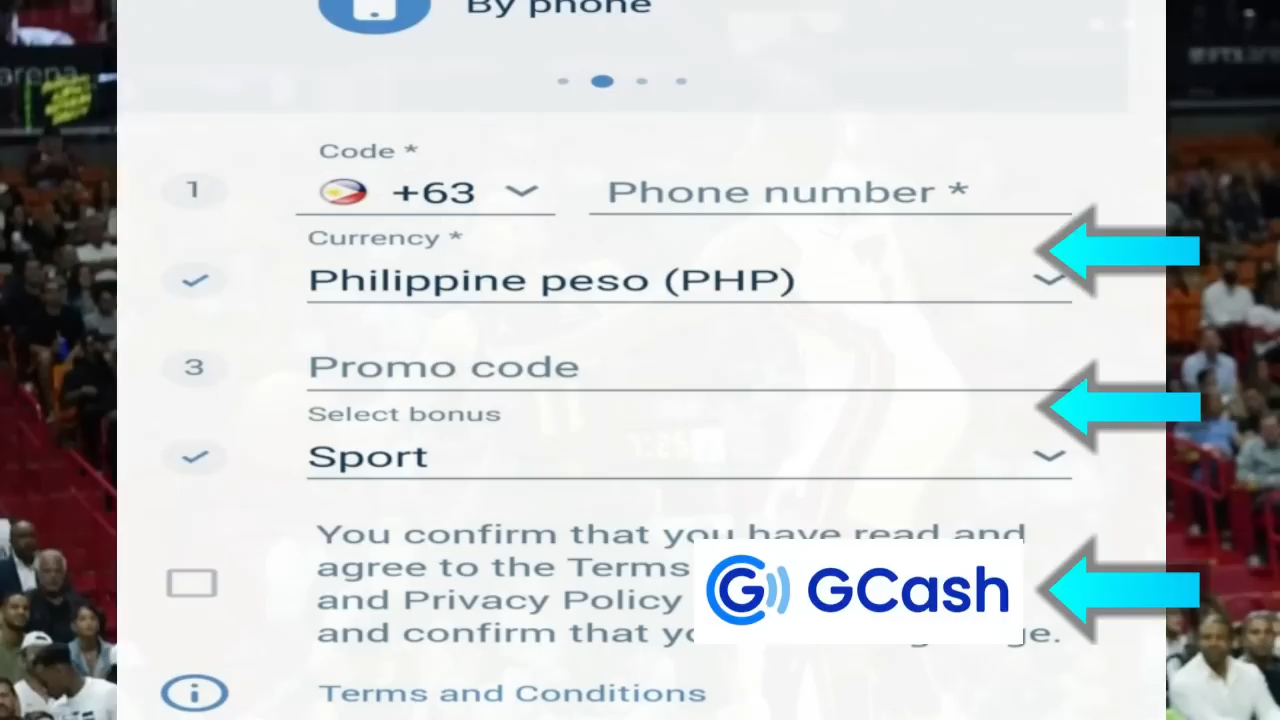 By phone
arena
Code *
1
+63
Phone number *
Currency *
Philippine peso (PHP)
3
Promo code
Select bonus
Sport
You confirm that you have read and
agree to the Terms
and Privacy Policy
and confirm that
GCash
Terms and Conditions